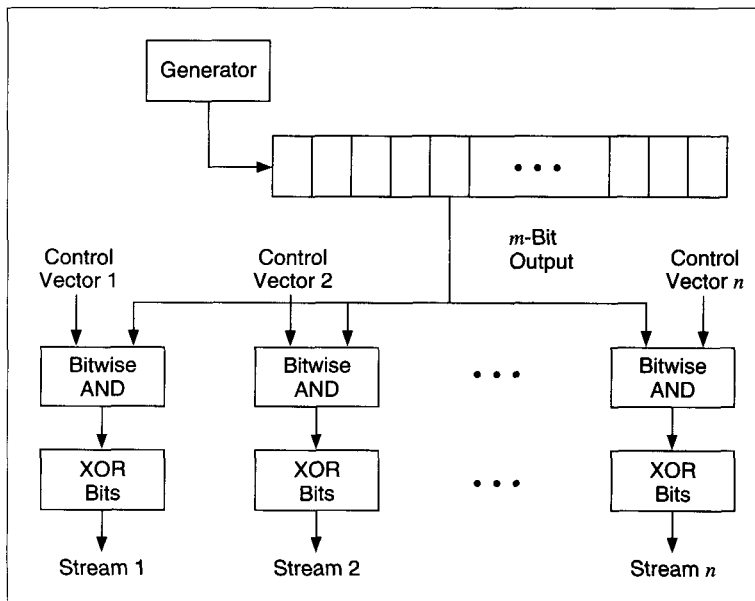 Generator
• • •
m-Bit
Output
Control
Vector 1
Control
Vector 2
Control
Vector n
Bitwise
AND
Bitwise
AND
• • •
Bitwise
AND
XOR
Bits
XOR
Bits
• • •
XOR
Bits
Stream 1
Stream 2
Stream n